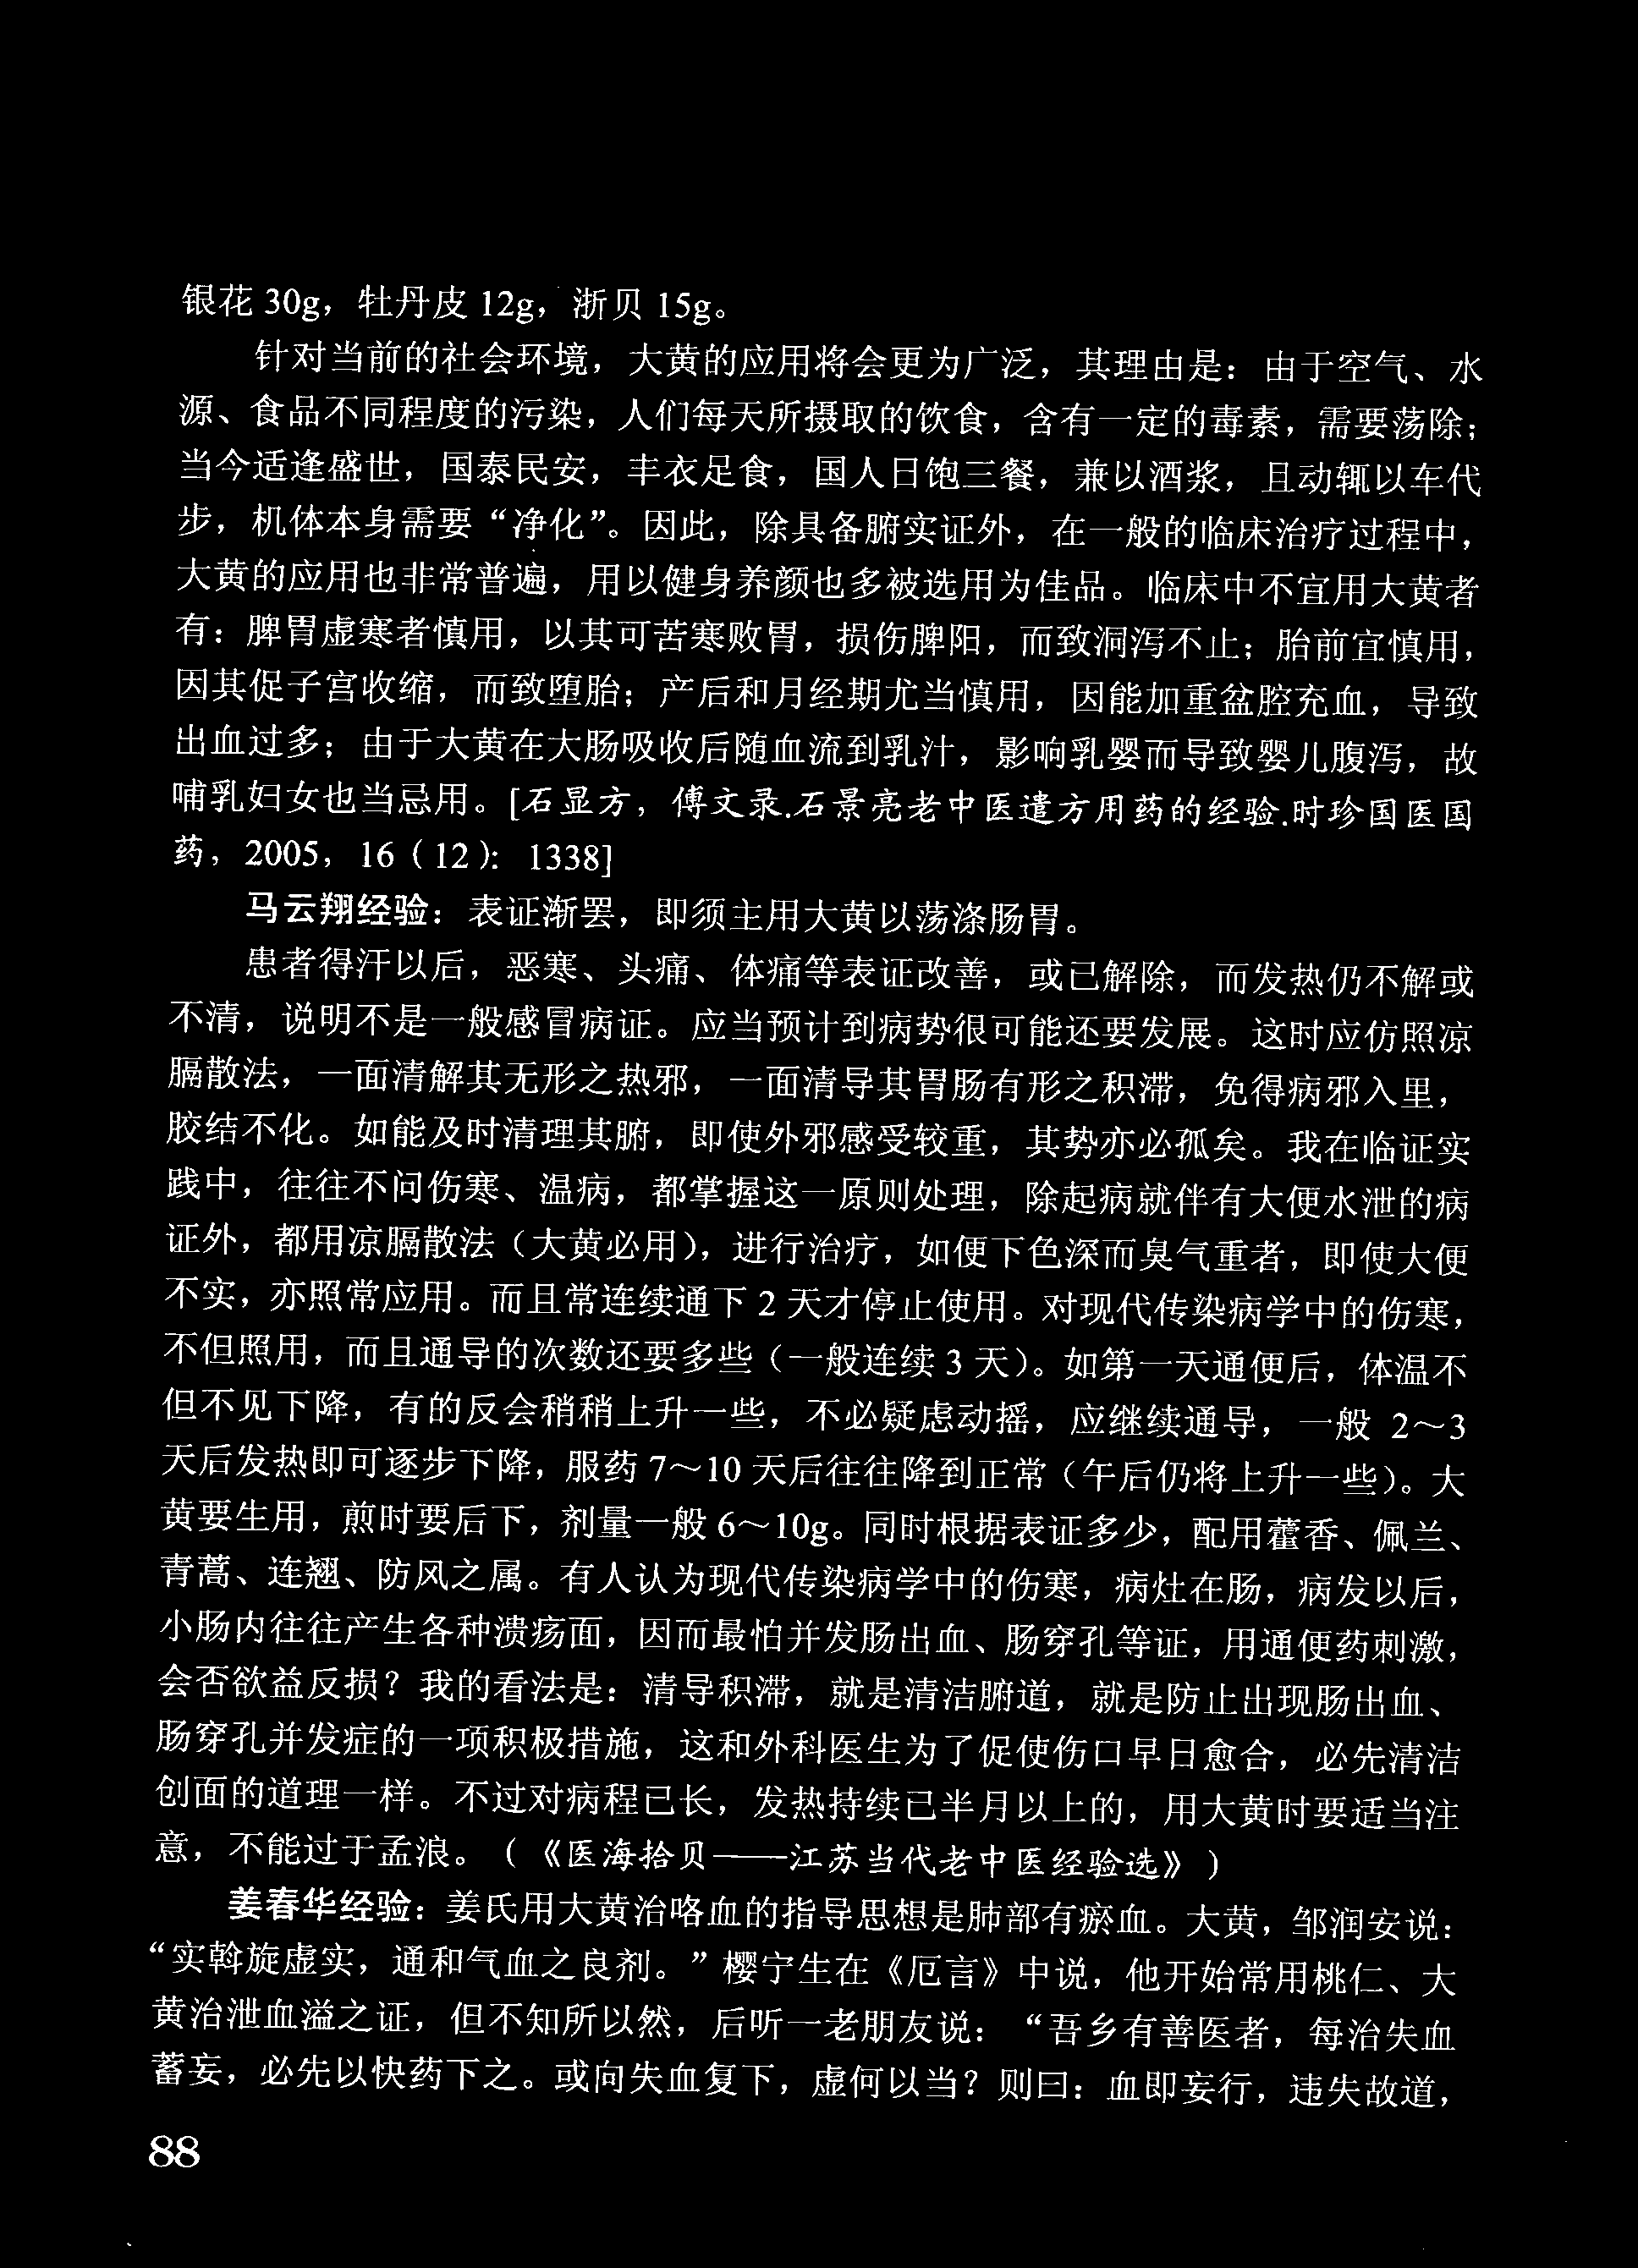 银花 30g，牡丹皮 12g，浙贝 15g。
针对当前的社会环境，大黄的应用将会更为广泛，其理由是：由于空气、水
源、食品不同程度的污染，人们每天所摄取的饮食，含有一定的毒素，需要荡除；
当今适逢盛世，国泰民安，丰衣足食，国人日饱三餐，兼以酒浆，且动辄以车代
步，机体本身需要“净化”。因此，除具备腑实证外，在一般的临床治疗过程中，
大黄的应用也非常普遍，用以健身养颜也多被选用为佳品。临床中不宜用大黄者
有：脾胃虚寒者慎用，以其可苦寒败胃，损伤脾阳，而致洞泻不止；胎前宜慎用，
因其促子宫收缩，而致堕胎；产后和月经期尤当慎用，因能加重盆腔充血，导致
出血过多；由于大黄在大肠吸收后随血流到乳汁，影响乳婴而导致婴儿腹泻，故
哺乳妇女也当忌用。[石显方，傅文录.石景亮老中医遣方用药的经验.时珍国医国
药，2005，16（12）：1338]
马云翔经验：表证渐罢，即须主用大黄以荡涤肠胃。
患者得汗以后，恶寒、头痛、体痛等表证改善，或已解除，而发热仍不解或
不清，说明不是一般感冒病证。应当预计到病势很可能还要发展。这时应仿照凉
膈散法，一面清解其无形之热邪，一面清导其胃肠有形之积滞，免得病邪入里，
胶结不化。如能及时清理其腑，即使外邪感受较重，其势亦必孤矣。我在临证实
践中，往往不问伤寒、温病，都掌握这一原则处理，除起病就伴有大便水泄的病
证外，都用凉膈散法（大黄必用），进行治疗，如便下色深而臭气重者，即使大便
不实，亦照常应用。而且常连续通下 2 天才停止使用。对现代传染病学中的伤寒，
不但照用，而且通导的次数还要多些（一般连续 3 天）。如第一天通便后，体温不
但不见下降，有的反会稍稍上升一些，不必疑虑动摇，应继续通导，一般 2～3
天后发热即可逐步下降，服药 7～10 天后往往降到正常（午后仍将上升一些）。大
黄要生用，煎时要后下，剂量一般 6～10g。同时根据表证多少，配用藿香、佩兰、
青蒿、连翘、防风之属。有人认为现代传染病学中的伤寒，病灶在肠，病发以后，
小肠内往往产生各种溃疡面，因而最怕并发肠出血、肠穿孔等证，用通便药刺激，
会否欲益反损？我的看法是：清导积滞，就是清洁腑道，就是防止出现肠出血、
肠穿孔并发症的一项积极措施，这和外科医生为了促使伤口早日愈合，必先清洁
创面的道理一样。不过对病程已长，发热持续已半月以上的，用大黄时要适当注
意，不能过于孟浪。（《医海拾贝——江苏当代老中医经验选》）
姜春华经验：姜氏用大黄治咯血的指导思想是肺部有瘀血。大黄，邹润安说：
“实斡旋虚实，通和气血之良剂。”樱宁生在《厄言》中说，他开始常用桃仁、大
黄治泄血溢之证，但不知所以然，后听一老朋友说：“吾乡有善医者，每治失血
蓄妄，必先以快药下之。或向失血复下，虚何以当？则曰：血即妄行，违失故道，
88